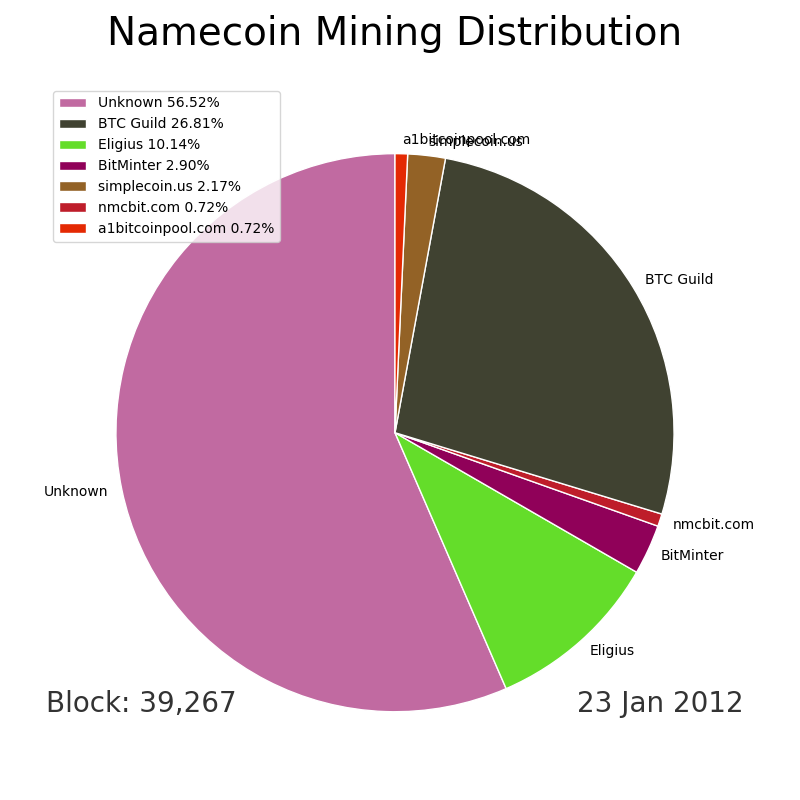 Namecoin Mining Distribution
Unknown 56.52%
BTC Guild 26.81%
Eligius 10.14%
BitMinter 2.90%
simplecoin.us 2.17%
nmcbit.com 0.72%
a1bitcoinpool.com 0.72%
a1bitcoinpool.com
simplecoin.us
BTC Guild
Unknown
nmcbit.com
BitMinter
Eligius
Block: 39,267
23 Jan 2012